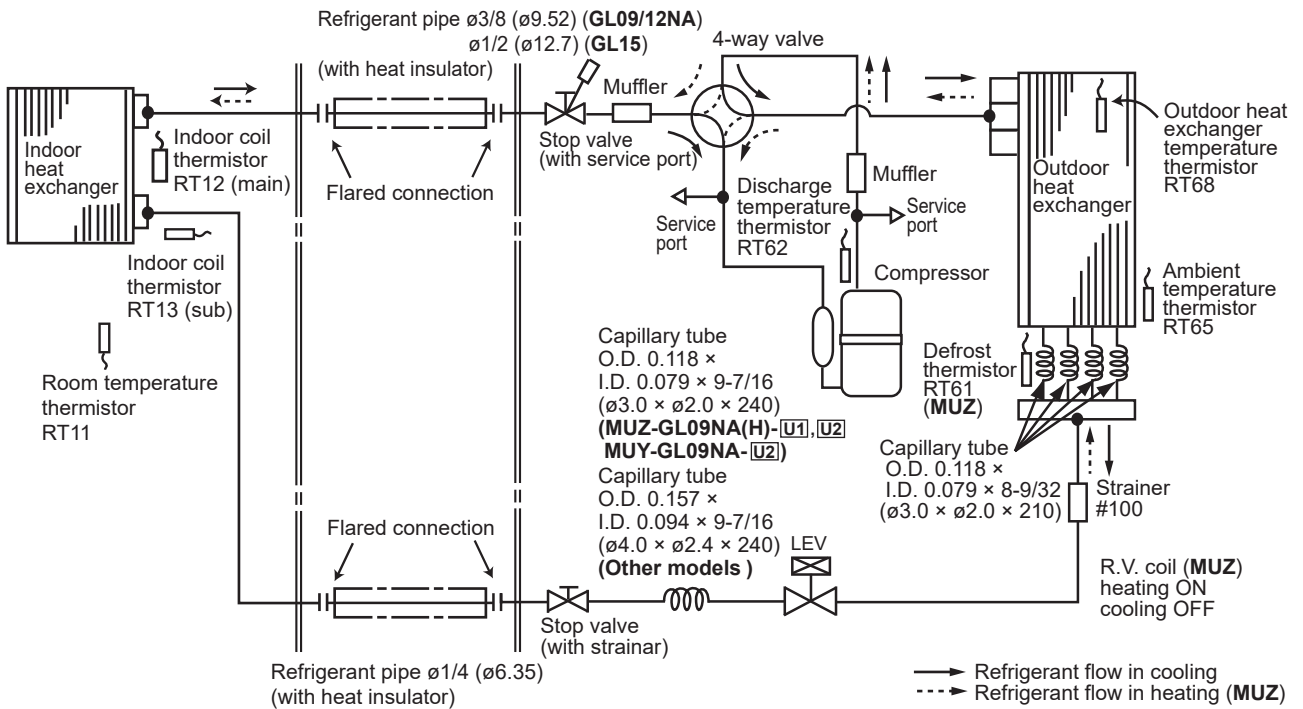 Refrigerant pipe ø3/8 (ø9.52) (GL09/12NA)
ø1/2 (ø12.7) (GL15)
(with heat insulator)
4-way valve
Muffler
Stop valve
(with service port)
Indoor
heat
exchanger
Indoor coil
thermistor
RT12 (main)
Flared connection
Service
port
Discharge
temperature
thermistor
RT62
Muffler
Service
port
Compressor
Outdoor
heat
exchanger
Outdoor heat
exchanger
temperature
thermistor
RT68
Indoor coil
thermistor
RT13 (sub)
Ambient
temperature
thermistor
RT65
Room temperature
thermistor
RT11
Capillary tube
O.D. 0.118 ×
I.D. 0.079 × 9-7/16
(ø3.0 × ø2.0 × 240)
(MUZ-GL09NA(H)-U1, U2
MUY-GL09NA-U2)
Capillary tube
O.D. 0.157 ×
I.D. 0.094 × 9-7/16
(ø4.0 × ø2.4 × 240)
(Other models )
Defrost
thermistor
RT61
(MUZ)
Capillary tube
O.D. 0.118 ×
I.D. 0.079 × 8-9/32
(ø3.0 × ø2.0 × 210)
Strainer
#100
Flared connection
LEV
R.V. coil (MUZ)
heating ON
cooling OFF
Stop valve
(with strainar)
Refrigerant pipe ø1/4 (ø6.35)
(with heat insulator)
Refrigerant flow in cooling
Refrigerant flow in heating (MUZ)